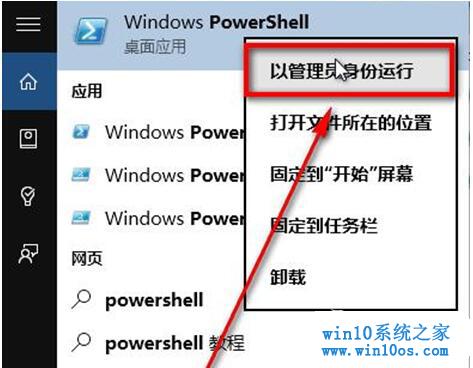 Windows PowerShell
桌面应用
以管理员身份运行
应用
Windows Power
打开文件所在的位置
Windows Power
固定到“开始”屏幕
Windows Power
固定到任务栏
网页
卸载
powershell
powershell 教程
win10系统之家
www.win10os.com